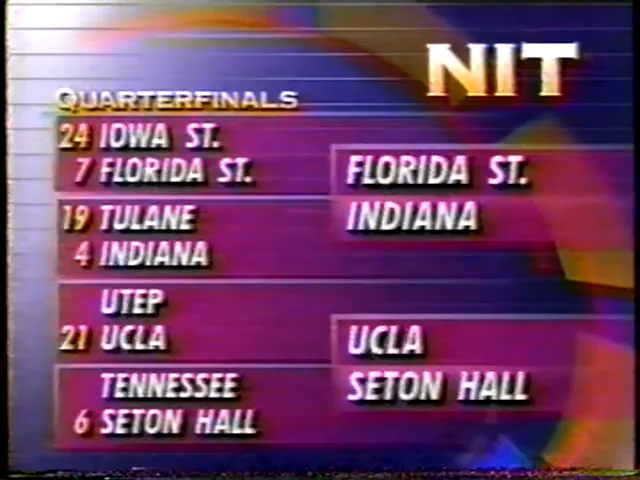 NIT
QUARTERFINALS
24 IOWA ST.
7 FLORIDA ST.
FLORIDA ST.
19 TULANE
INDIANA
4 INDIANA
UTEP
21 UCLA
UCLA
TENNESSEE
SETON HALL
6 SETON HALL